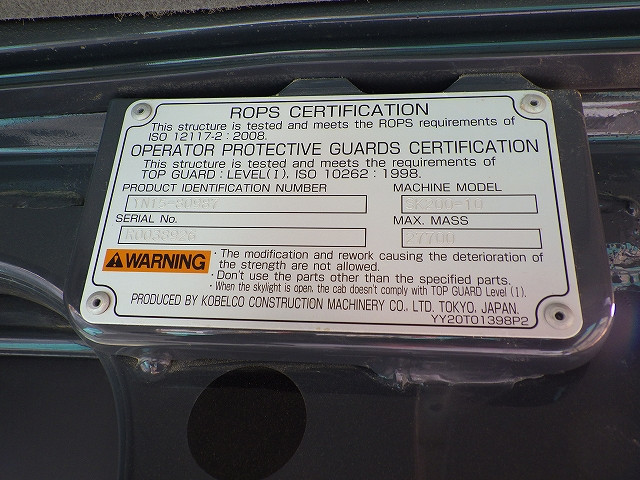 ROPS CERTIFICATION
This structure is tested and meets the ROPS requirements of
ISO 12117-2 : 2008.
OPERATOR PROTECTIVE GUARDS CERTIFICATION
This structure is tested and meets the requirements of
TOP GUARD : LEVEL(I). ISO 10262 : 1998.
PRODUCT IDENTIFICATION NUMBER
MACHINE MODEL
SK200-10
SERIAL No.
MAX. MASS
27700
WARNING
· The modification and rework causing the deterioration of
the strength are not allowed.
· Don't use the parts other than the specified parts.
· When the skylight is open, the cab doesn't comply with TOP GUARD Level (I).
PRODUCED BY KOBELCO CONSTRUCTION MACHINERY CO., LTD. TOKYO, JAPAN.
YY20T01398P2